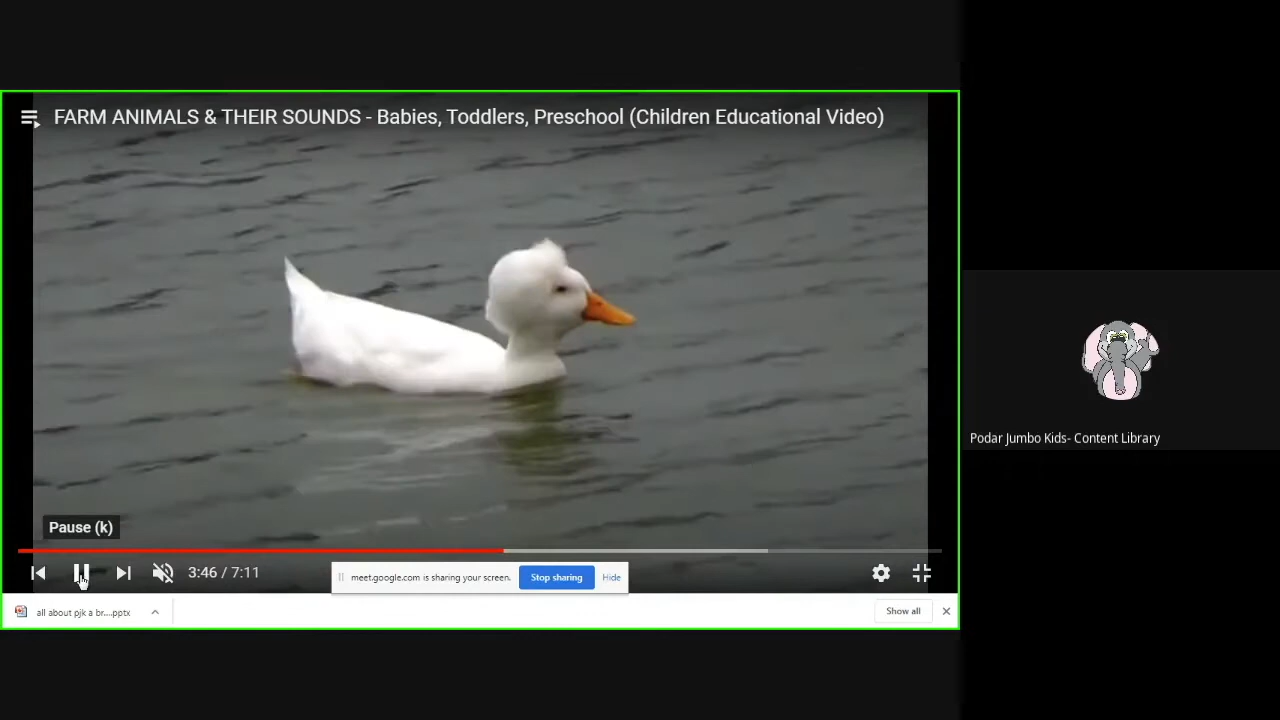 FARM ANIMALS & THEIR SOUNDS - Babies, Toddlers, Preschool (Children Educational Video)
Podar Jumbo Kids- Content Library
Pause (k)
3:46 / 7:11
meet.google.com is sharing your screen.
Stop sharing
Hide
all about pjk a br....pptx
Show all